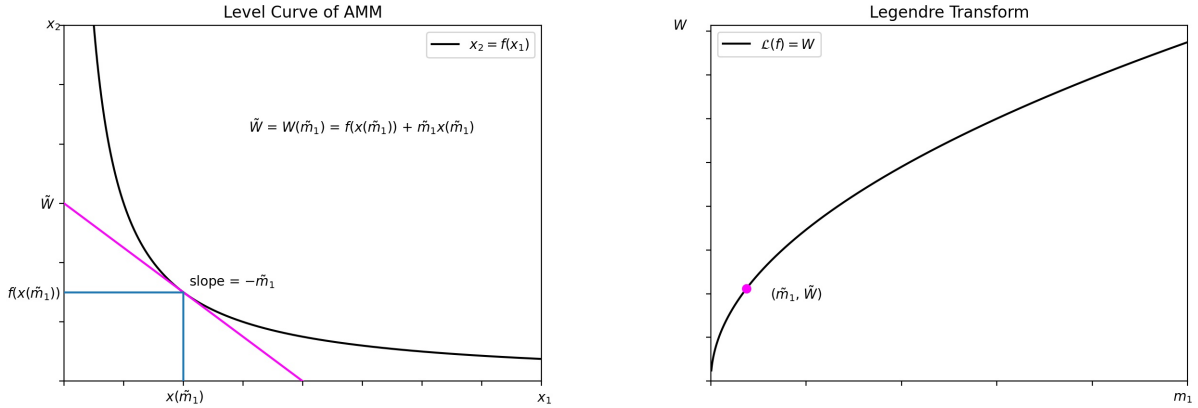 Level Curve of AMM
x₂
x₂ = f(x₁)
W̃ = W(m̃₁) = f(x(m̃₁)) + m̃₁x(m̃₁)
W̃
slope = −m̃₁
f(x(m̃₁))
x(m̃₁)
x₁
Legendre Transform
W
ℒ(f) = W
(m̃₁, W̃)
m₁